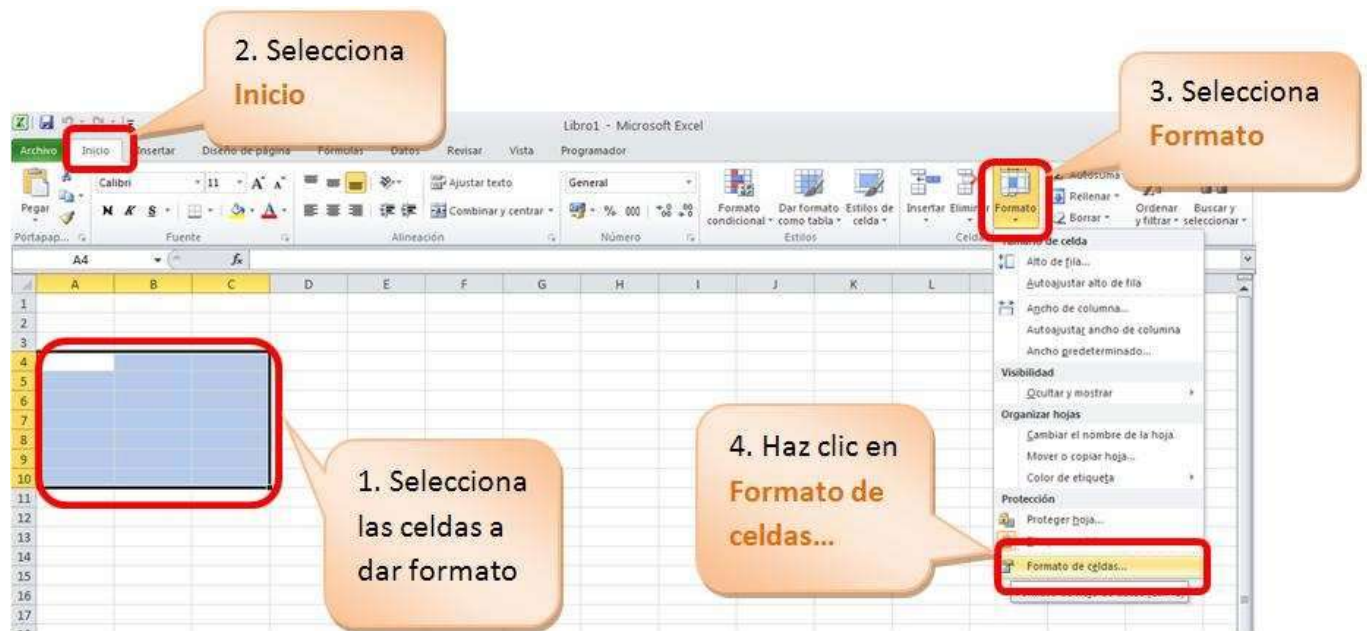 2. Selecciona
Inicio
3. Selecciona
Formato
Libro1 - Microsoft Excel
Archivo Inicio Insertar Diseño de página Fórmulas Datos Revisar Vista Programador
Calibri 11 A A Ajustar texto General Autosuma
Rellenar
Pegar N K S A Combinar y centrar % 000 Formato condicional Dar formato como tabla Estilos de celda Insertar Eliminar Formato Borrar Ordenar y filtrar Buscar y seleccionar
Portapap... Fuente Alineación Número Estilos
A4 fx
de celda
Alto de fila...
Autoajustar alto de fila
Ancho de columna...
Autoajustar ancho de columna
Ancho predeterminado...
Visibilidad
Ocultar y mostrar
Organizar hojas
Cambiar el nombre de la hoja
Mover o copiar hoja...
Color de etiqueta
Protección
Proteger hoja...
Formato de celdas...
A B C D E F G H I J K L
1
2
3
4
5
6
7
8
9
10
11
12
13
14
15
16
17
1. Selecciona
las celdas a
dar formato
4. Haz clic en
Formato de
celdas...